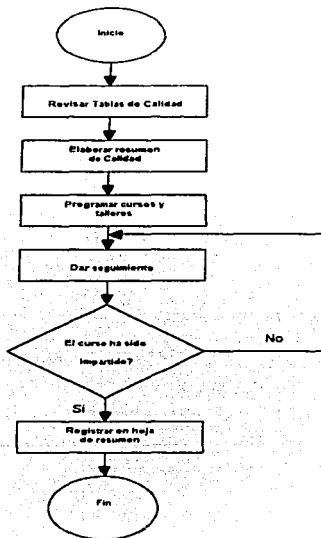 Inicio
Revisar Tablas de Calidad
Elaborar resumen
de Calidad
Programar cursos y
talleres
Dar seguimiento
El curso ha sido
impartido?
No
Si
Registrar en hoja
de resumen
Fin